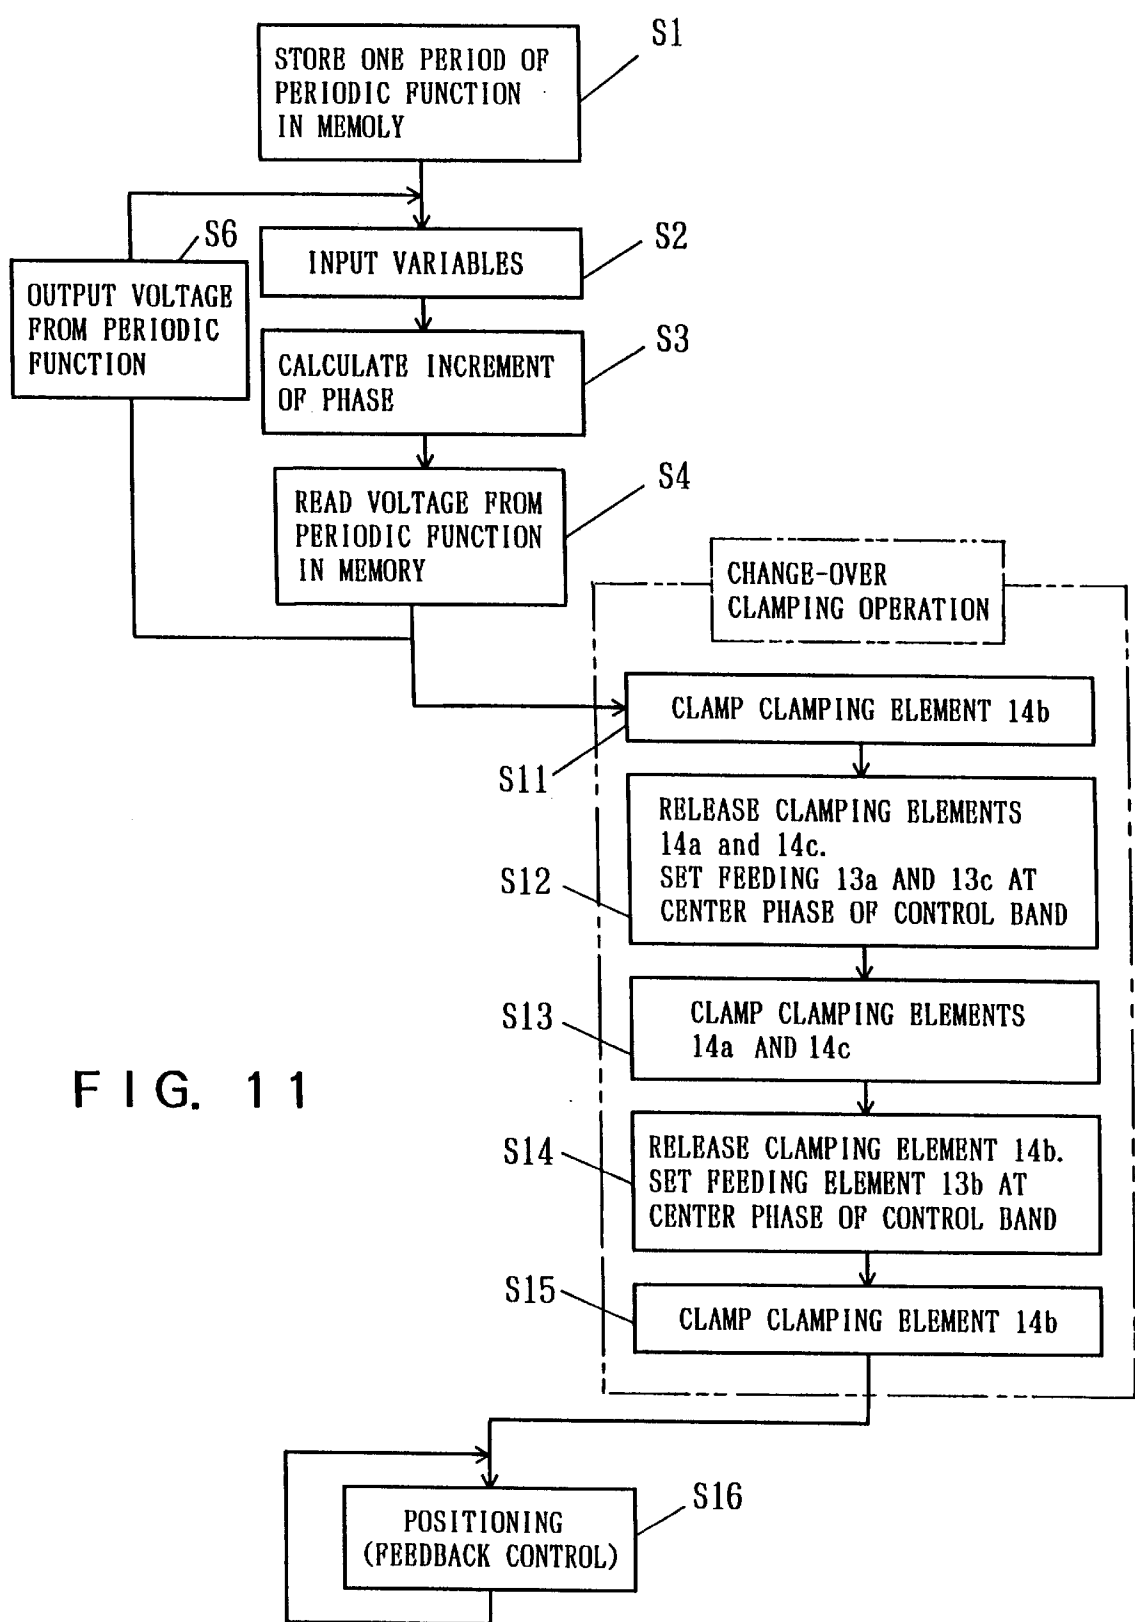 STORE ONE PERIOD OF
PERIODIC FUNCTION
IN MEMOLY
S1
S6
INPUT VARIABLES
S2
OUTPUT VOLTAGE
FROM PERIODIC
FUNCTION
CALCULATE INCREMENT
OF PHASE
S3
READ VOLTAGE FROM
PERIODIC FUNCTION
IN MEMORY
S4
CHANGE-OVER
CLAMPING OPERATION
CLAMP CLAMPING ELEMENT 14b
S11
RELEASE CLAMPING ELEMENTS
14a and 14c.
SET FEEDING 13a AND 13c AT
CENTER PHASE OF CONTROL BAND
S12
CLAMP CLAMPING ELEMENTS
14a AND 14c
S13
FIG. 11
RELEASE CLAMPING ELEMENT 14b.
SET FEEDING ELEMENT 13b AT
CENTER PHASE OF CONTROL BAND
S14
CLAMP CLAMPING ELEMENT 14b
S15
POSITIONING
(FEEDBACK CONTROL)
S16